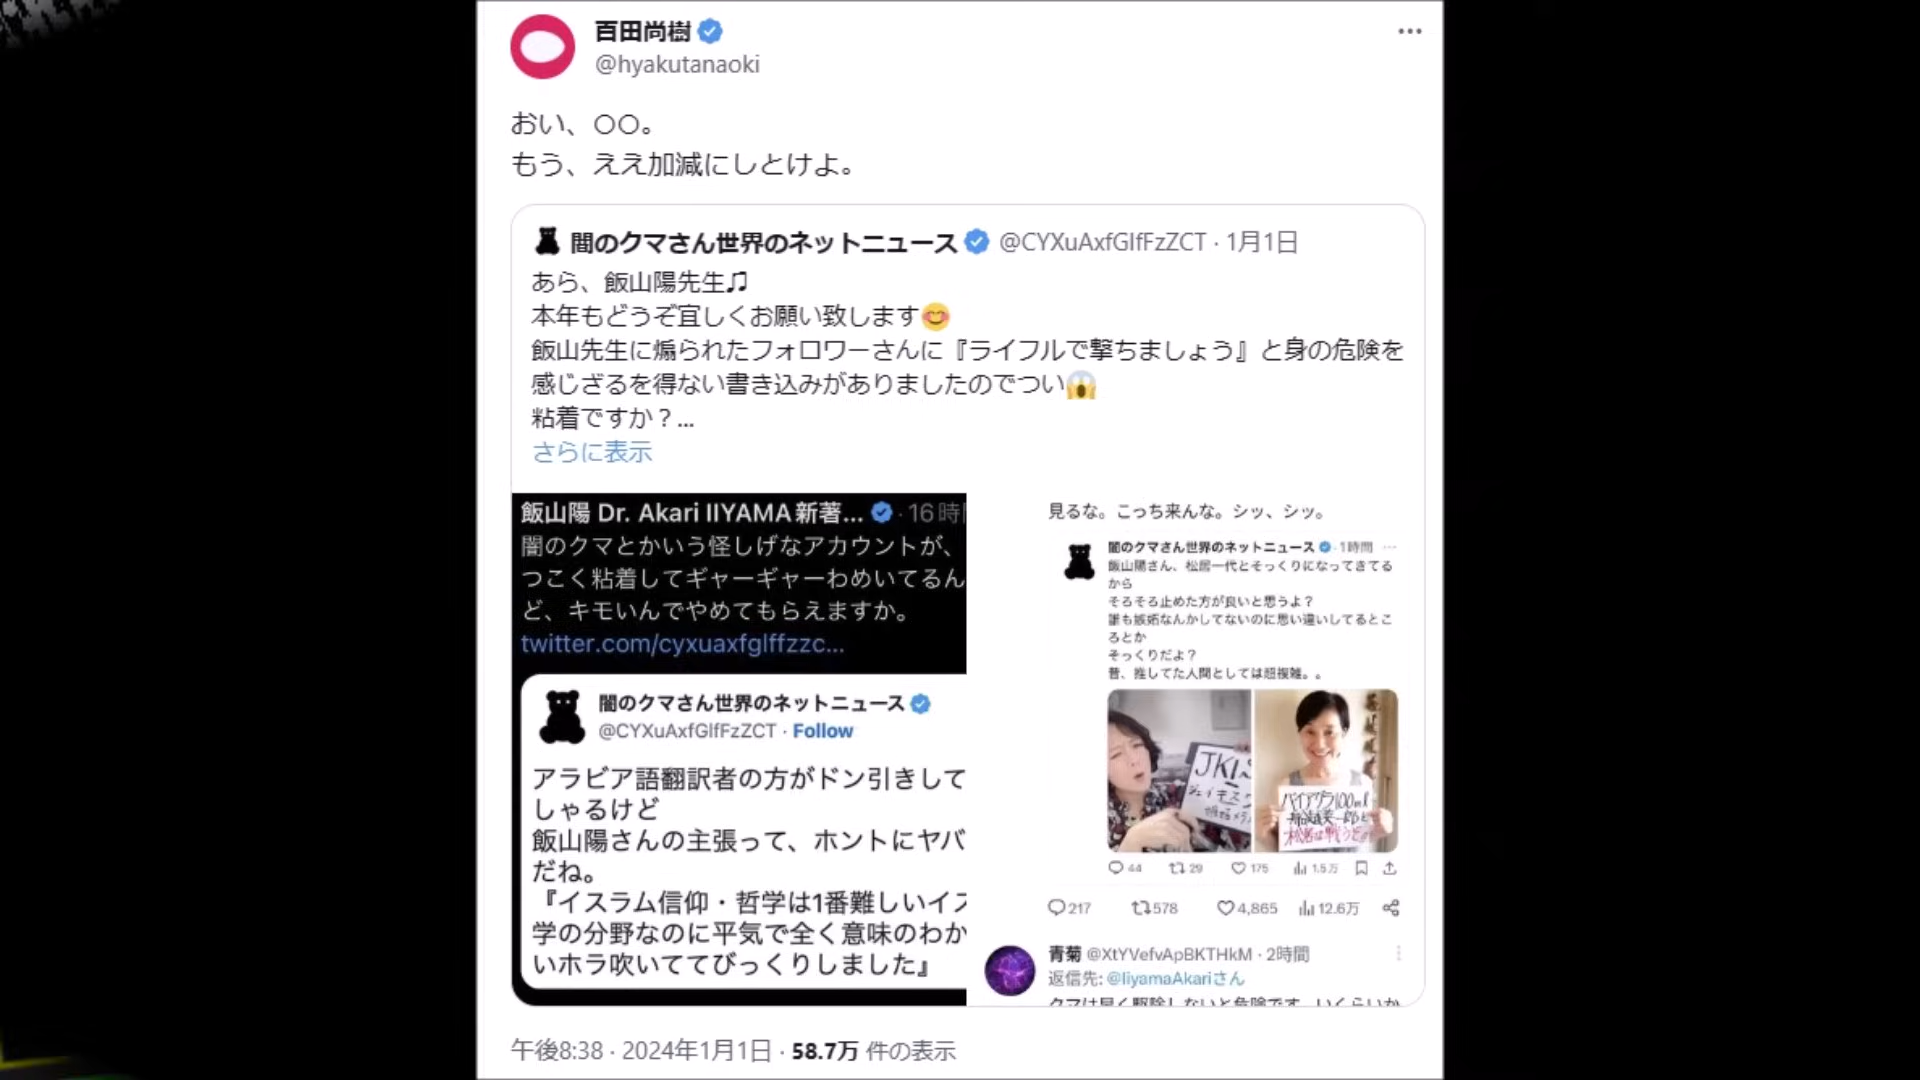 百田尚樹
@hyakutanaoki
おい、○○。
もう、ええ加減にしとけよ。
闇のクマさん世界のネットニュース @CYXuAxfGlfFzZCT · 1月1日
あら、飯山陽先生♫
本年もどうぞ宜しくお願い致します😊
飯山先生に煽られたフォロワーさんに『ライフルで撃ちましょう』と身の危険を
感じざるを得ない書き込みがありましたのでつい😱
粘着ですか？...
さらに表示
飯山陽 Dr. Akari IIYAMA新著... · 16時
闇のクマとかいう怪しげなアカウントが、
つこく粘着してギャーギャーわめいてるん
ど、キモいんでやめてもらえますか。
twitter.com/cyxuaxfglffzzc...
闇のクマさん世界のネットニュース
@CYXuAxfGlfFzZCT · Follow
アラビア語翻訳者の方がドン引きして
しゃるけど
飯山陽さんの主張って、ホントにヤバ
だね。
『イスラム信仰・哲学は1番難しいイス
学の分野なのに平気で全く意味のわか
いホラ吹いててびっくりしました』
見るな。こっち来んな。シッ、シッ。
闇のクマさん世界のネットニュース · 1時間
飯山陽さん、松居一代とそっくりになってきてる
から
そろそろ止めた方が良いと思うよ？
誰も嫉妬なんかしてないのに思い違いしてるとこ
ろとか
そっくりだよ？
昔、推してた人間としては超複雑。。
JKI
バイアグラ100ml
44 29 175 1.5万
217 578 4,865 12.6万
青菊 @XtYVefvApBKTHkM · 2時間
返信先: @IiyamaAkariさん
クマは早く駆除しないと危険です。いくらいか
午後8:38 · 2024年1月1日 · 58.7万 件の表示